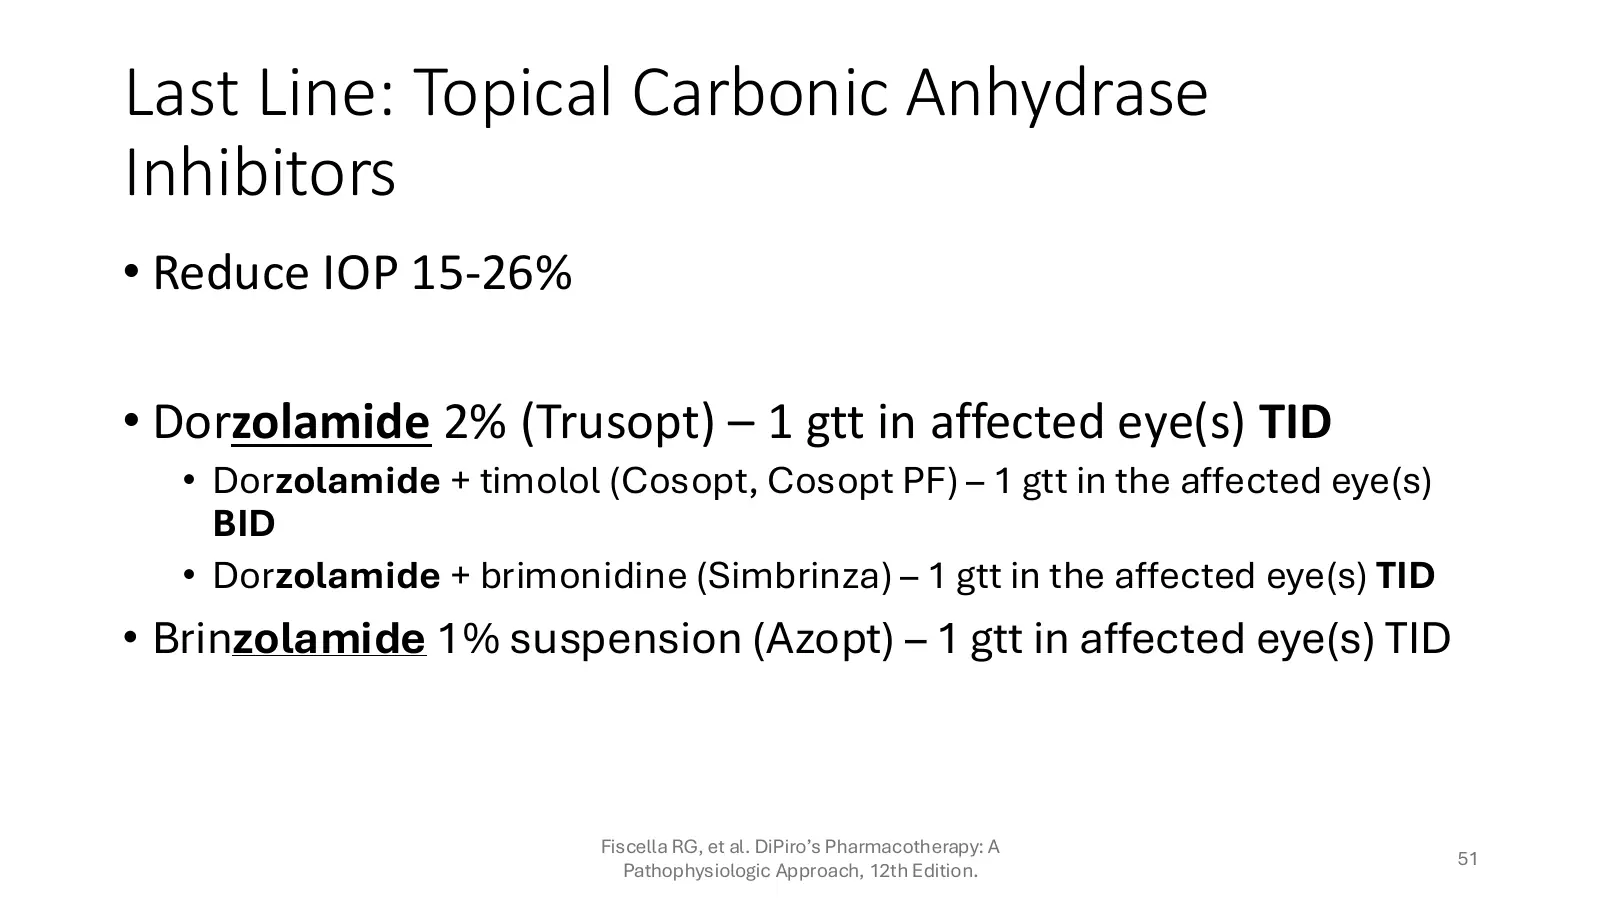 Last Line: Topical Carbonic Anhydrase
Inhibitors
• Reduce IOP 15-26%
• Dorzolamide 2% (Trusopt) – 1 gtt in affected eye(s) TID
• Dorzolamide + timolol (Cosopt, Cosopt PF) – 1 gtt in the affected eye(s)
BID
• Dorzolamide + brimonidine (Simbrinza) – 1 gtt in the affected eye(s) TID
• Brinzolamide 1% suspension (Azopt) – 1 gtt in affected eye(s) TID
Fiscella RG, et al. DiPiro’s Pharmacotherapy: A
Pathophysiologic Approach, 12th Edition.
51